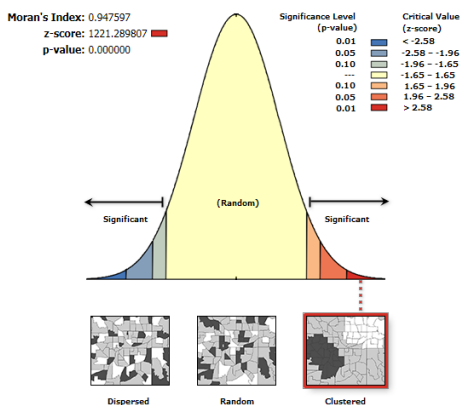 Moran's Index: 0.947597
z-score: 1221.289807
p-value: 0.000000
Significance Level
(p-value)
Critical Value
(z-score)
0.01 < -2.58
0.05 -2.58 – -1.96
0.10 -1.96 – -1.65
--- -1.65 – 1.65
0.10 1.65 – 1.96
0.05 1.96 – 2.58
0.01 > 2.58
(Random)
Significant Significant
Dispersed Random Clustered